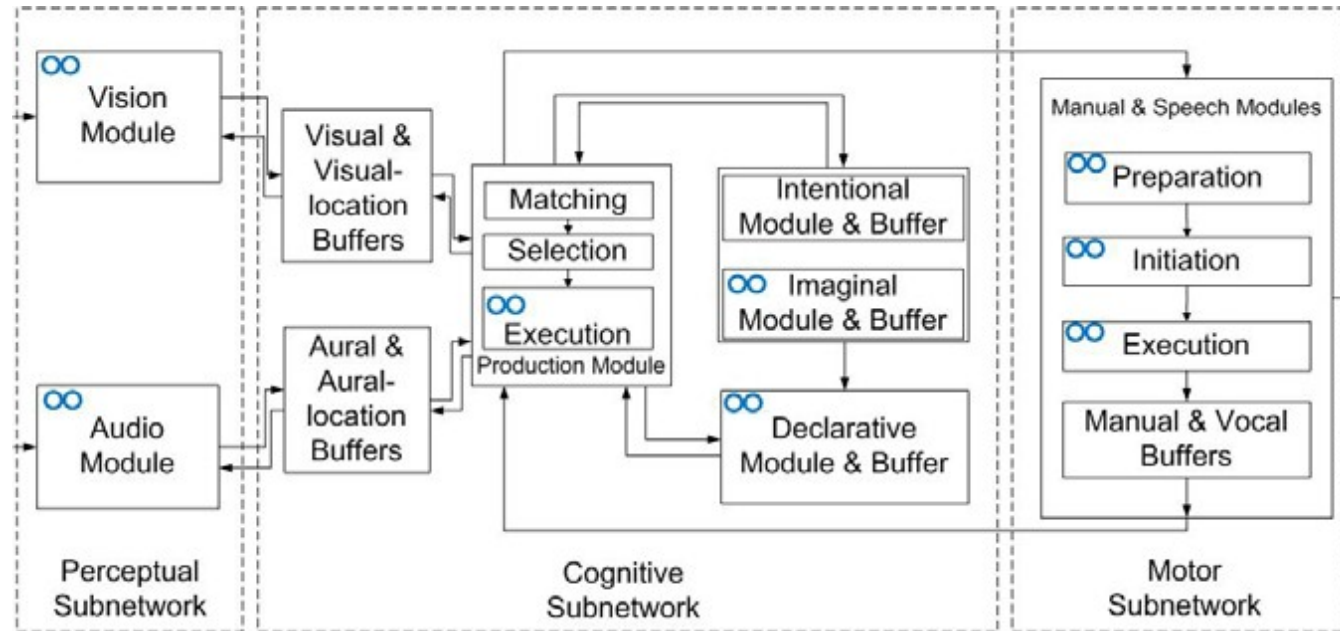 Vision
Module
Audio
Module
Perceptual
Subnetwork
Visual &
Visual-
location
Buffers
Aural &
Aural-
location
Buffers
Matching
Selection
Execution
Production Module
Intentional
Module & Buffer
Imaginal
Module & Buffer
Declarative
Module & Buffer
Cognitive
Subnetwork
Manual & Speech Modules
Preparation
Initiation
Execution
Manual & Vocal
Buffers
Motor
Subnetwork